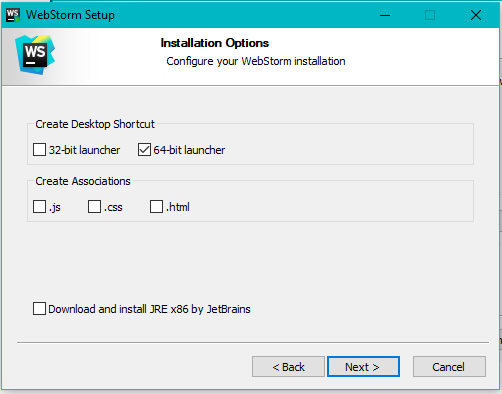 WS WebStorm Setup
WS
Installation Options
Configure your WebStorm installation
Create Desktop Shortcut
32-bit launcher 64-bit launcher
Create Associations
.js .css .html
Download and install JRE x86 by JetBrains
< Back Next > Cancel